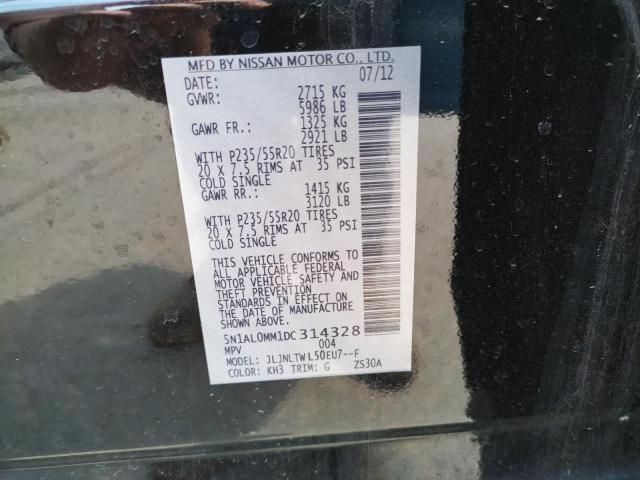 MFD BY NISSAN MOTOR CO., LTD.
DATE: 07/12
GVWR: 2715 KG
5986 LB
GAWR FR.: 1325 KG
2921 LB
WITH P235/55R20 TIRES
20 X 7.5 RIMS AT 35 PSI
COLD SINGLE
GAWR RR.: 1415 KG
3120 LB
WITH P235/55R20 TIRES
20 X 7.5 RIMS AT 35 PSI
COLD SINGLE
THIS VEHICLE CONFORMS TO
ALL APPLICABLE FEDERAL
MOTOR VEHICLE SAFETY AND
THEFT PREVENTION
STANDARDS IN EFFECT ON
THE DATE OF MANUFACTURE
SHOWN ABOVE.
5N1AL0MM1DC314328
MPV 004
MODEL: JLJNLTWL50EU7--F
COLOR: KH3 TRIM: G ZS30A